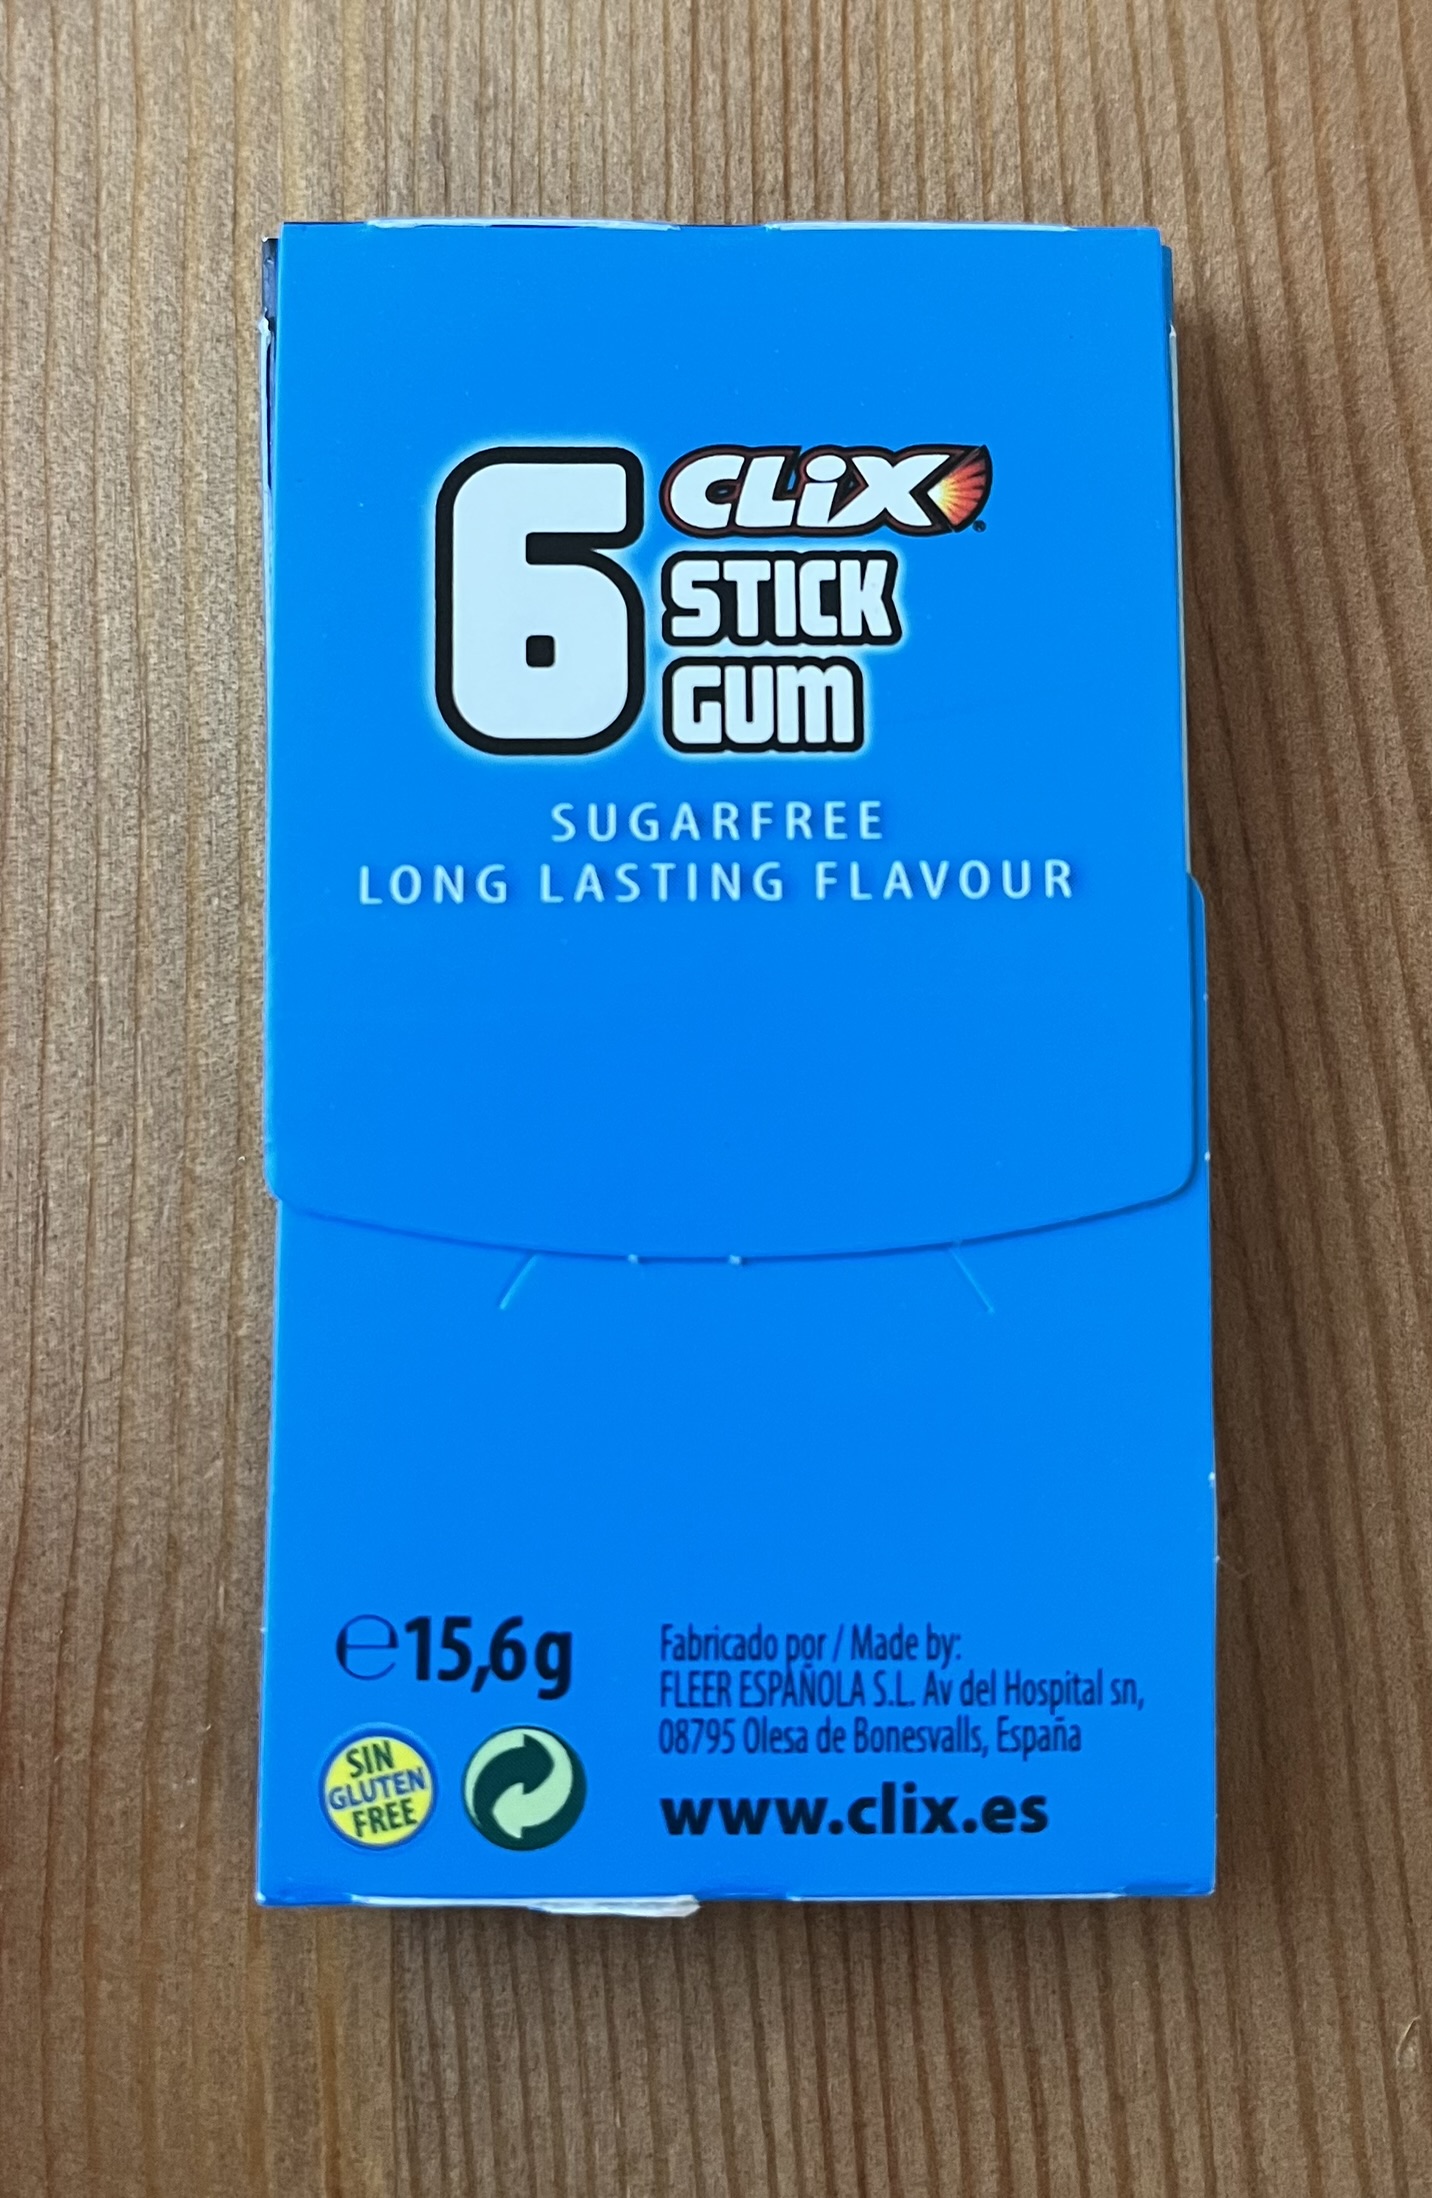 6
CLiX®
STICK
GUM
SUGARFREE
LONG LASTING FLAVOUR
℮15,6g
SIN
GLUTEN
FREE
Fabricado por / Made by:
FLEER ESPAÑOLA S.L. Av del Hospital sn,
08795 Olesa de Bonesvalls, España
www.clix.es